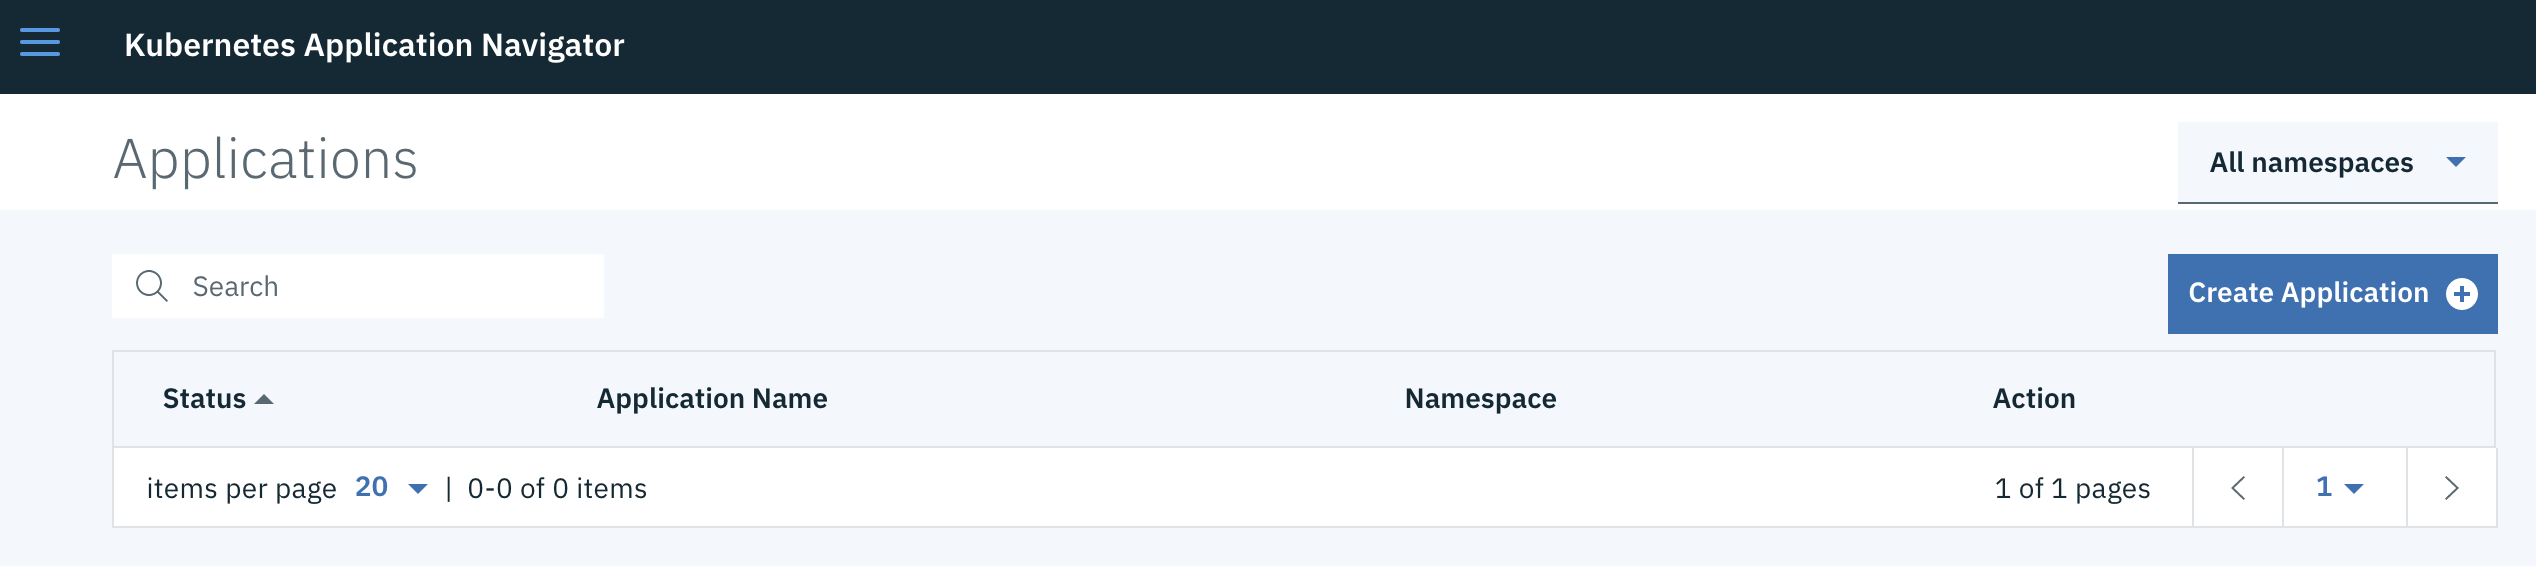 Kubernetes Application Navigator
Applications
All namespaces
Search
Create Application
Status Application Name Namespace Action
items per page 20 | 0-0 of 0 items 1 of 1 pages 1